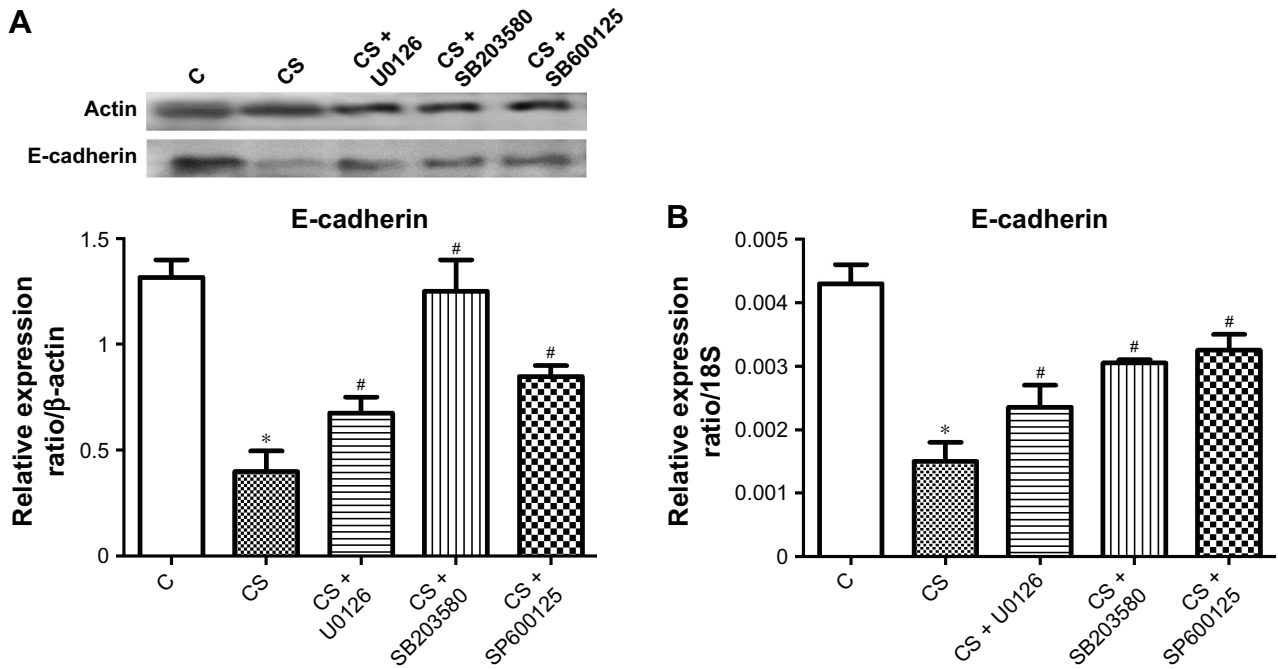 A
C
CS
CS +
U0126
CS +
SB203580
CS +
SB600125
Actin
E-cadherin
E-cadherin
Relative expression
ratio/β-actin
1.5
1
0.5
0
*
#
#
#
C
CS
CS +
U0126
CS +
SB203580
CS +
SP600125
B
E-cadherin
Relative expression
ratio/18S
0.005
0.004
0.003
0.002
0.001
0
*
#
#
#
C
CS
CS + U0126
CS +
SB203580
CS +
SP600125